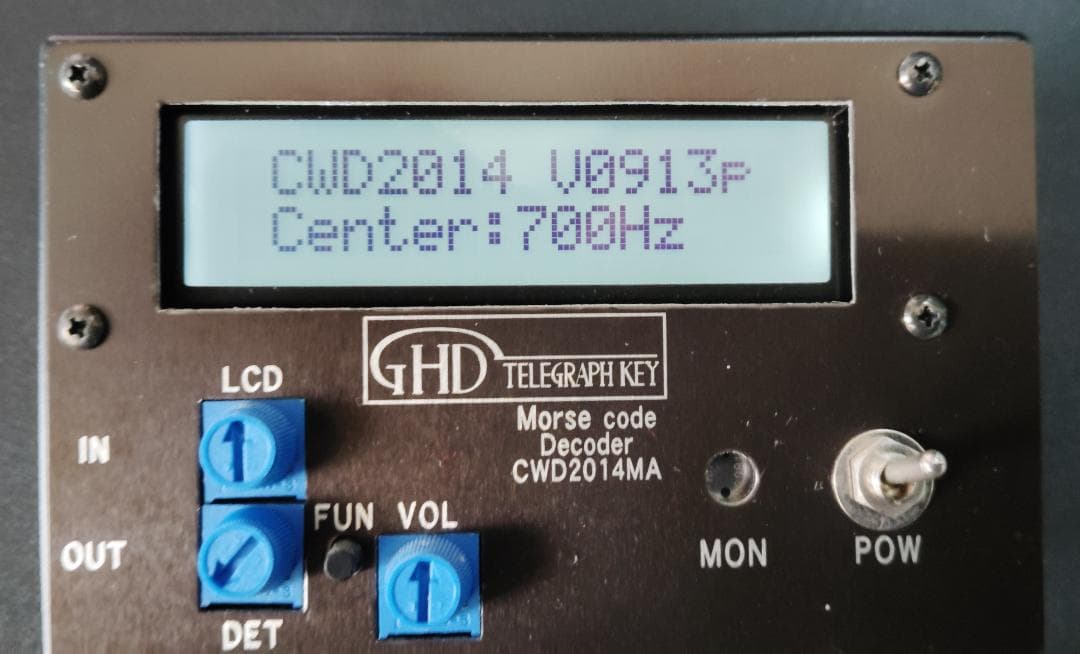 CWD2014 V0913p
Center:700Hz
GHD TELEGRAPH KEY
Morse code
Decoder
CWD2014MA
LCD
IN
OUT
FUN
VOL
DET
MON
POW